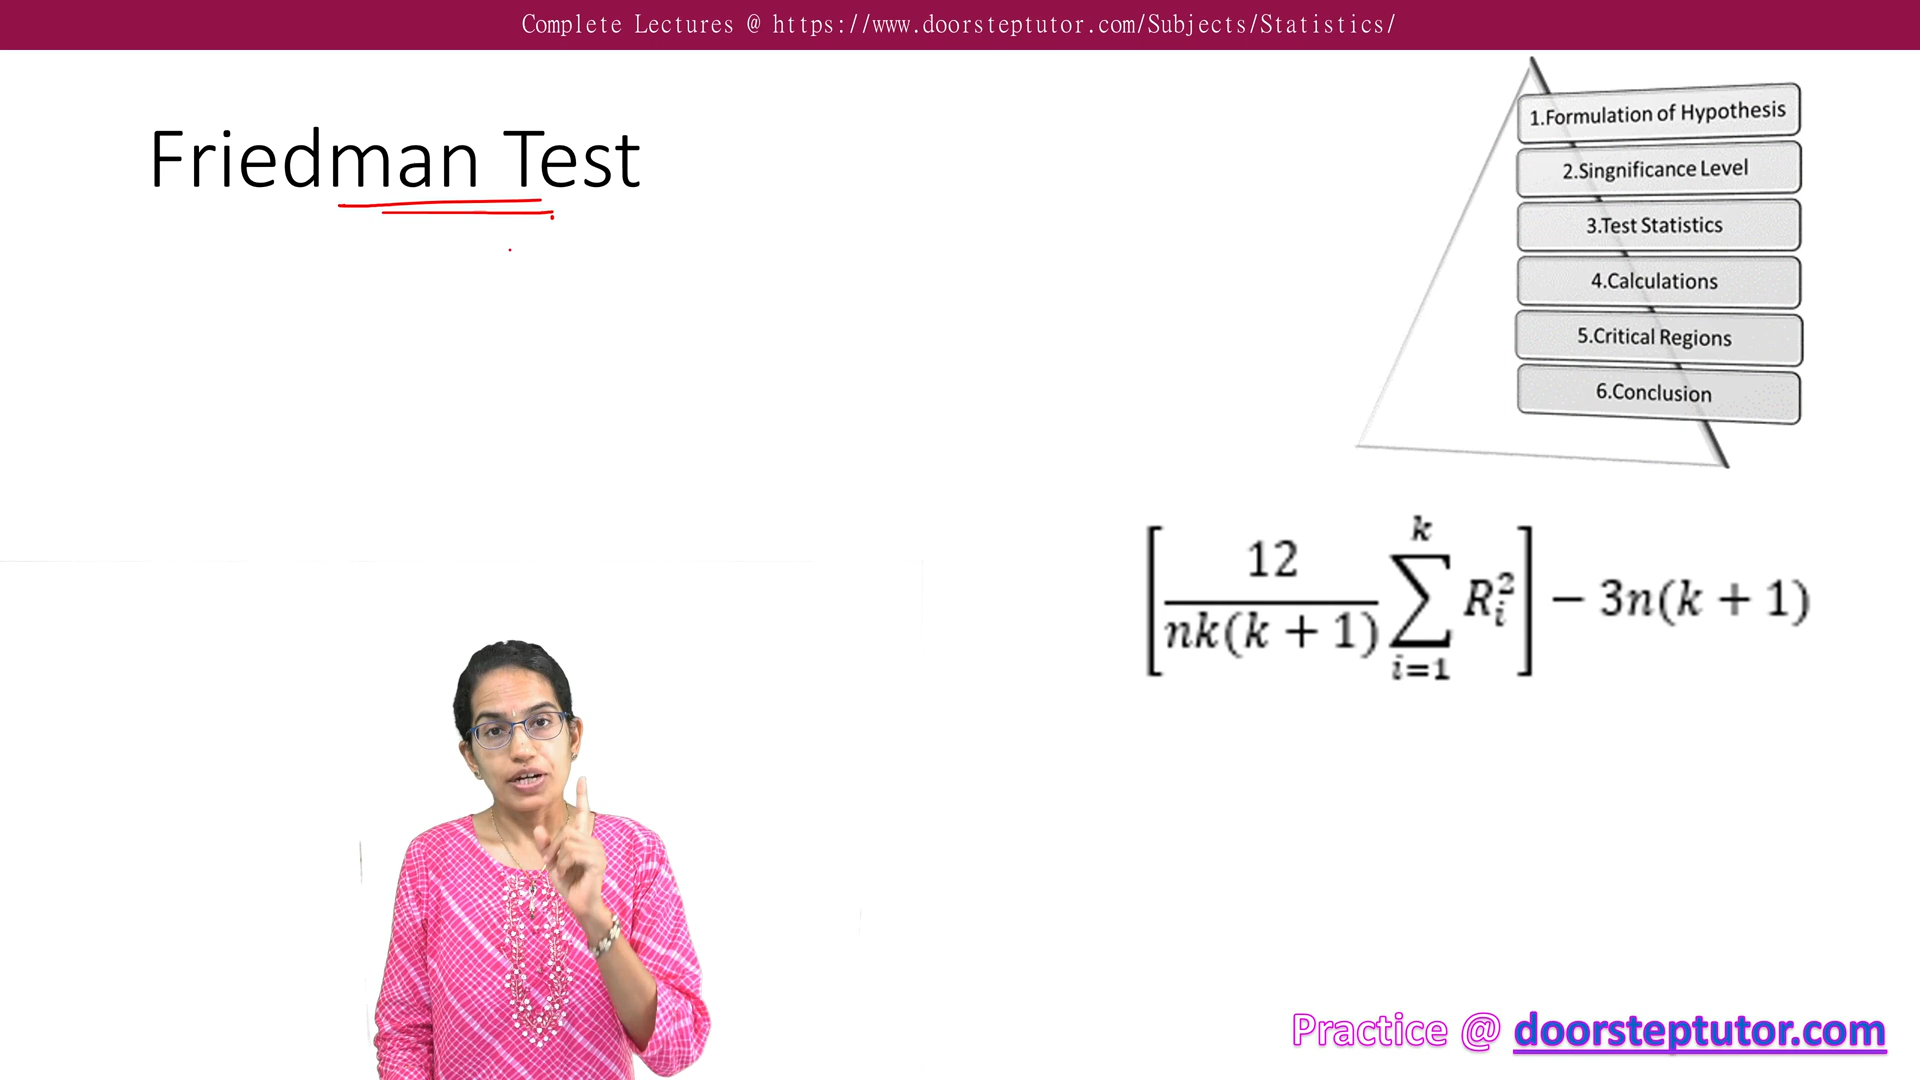 Complete Lectures @ https://www.doorsteptutor.com/Subjects/Statistics/
Friedman Test
1.Formulation of Hypothesis
2.Singnificance Level
3.Test Statistics
4.Calculations
5.Critical Regions
6.Conclusion
[12/nk(k + 1) ∑_{i=1}^{k} R_i^2] − 3n(k + 1)
Practice @ doorsteptutor.com